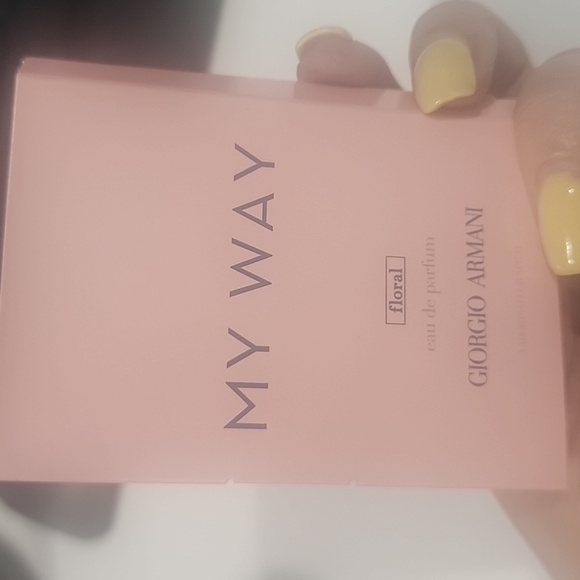 MY WAY
floral
eau de parfum
GIORGIO ARMANI